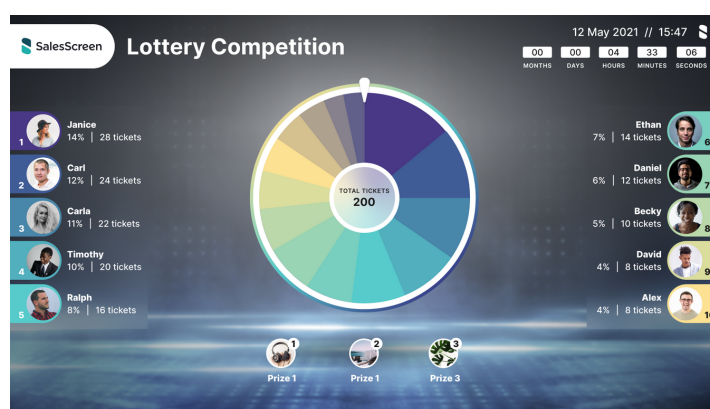 SalesScreen
Lottery Competition
12 May 2021 // 15:47
00 00 04 33 06
MONTHS DAYS HOURS MINUTES SECONDS
1
Janice
14% | 28 tickets
2
Carl
12% | 24 tickets
3
Carla
11% | 22 tickets
4
Timothy
10% | 20 tickets
5
Ralph
8% | 16 tickets
TOTAL TICKETS
200
Ethan
7% | 14 tickets
6
Daniel
6% | 12 tickets
7
Becky
5% | 10 tickets
8
David
4% | 8 tickets
9
Alex
4% | 8 tickets
1
Prize 1
2
Prize 1
3
Prize 3